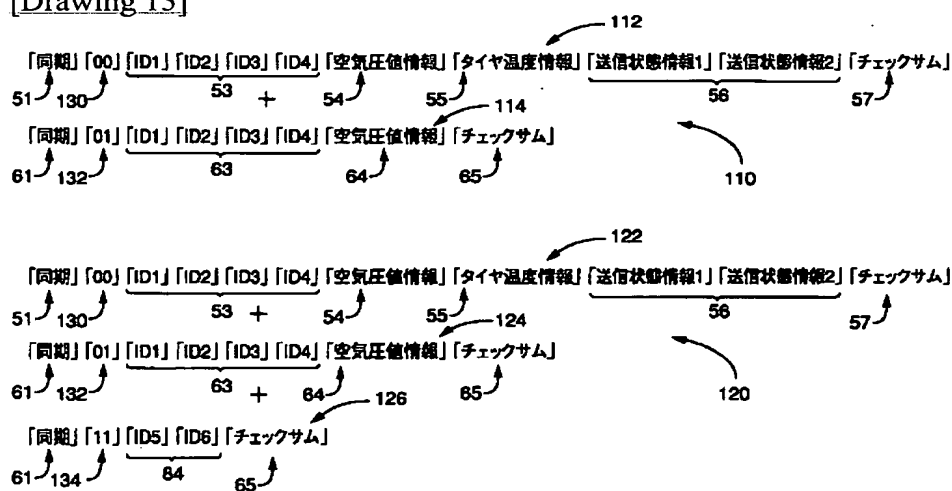 [Drawing 13]
112
「同期」「00」「ID1」「ID2」「ID3」「ID4」「空気圧値情報」「タイヤ温度情報」「送信状態情報1」「送信状態情報2」「チェックサム」
51 130 53 + 54 55 56 57
114
「同期」「01」「ID1」「ID2」「ID3」「ID4」「空気圧値情報」「チェックサム」
61 132 63 64 65 110
122
「同期」「00」「ID1」「ID2」「ID3」「ID4」「空気圧値情報」「タイヤ温度情報」「送信状態情報1」「送信状態情報2」「チェックサム」
51 130 53 + 54 55 56 57
124
「同期」「01」「ID1」「ID2」「ID3」「ID4」「空気圧値情報」「チェックサム」
61 132 63 + 64 65 120
126
「同期」「11」「ID5」「ID6」「チェックサム」
61 134 84 65